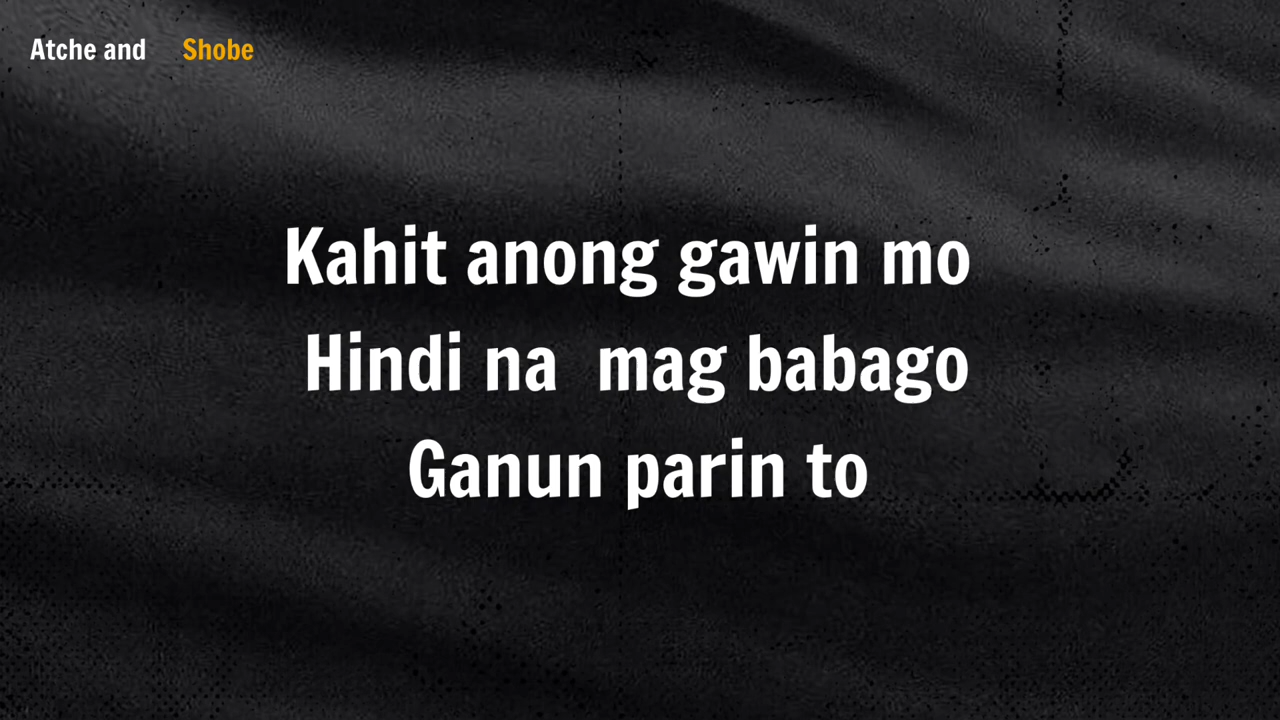 Atche and Shobe
Kahit anong gawin mo
Hindi na mag babago
Ganun parin to